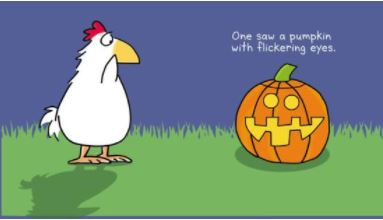 One saw a pumpkin
with flickering eyes.